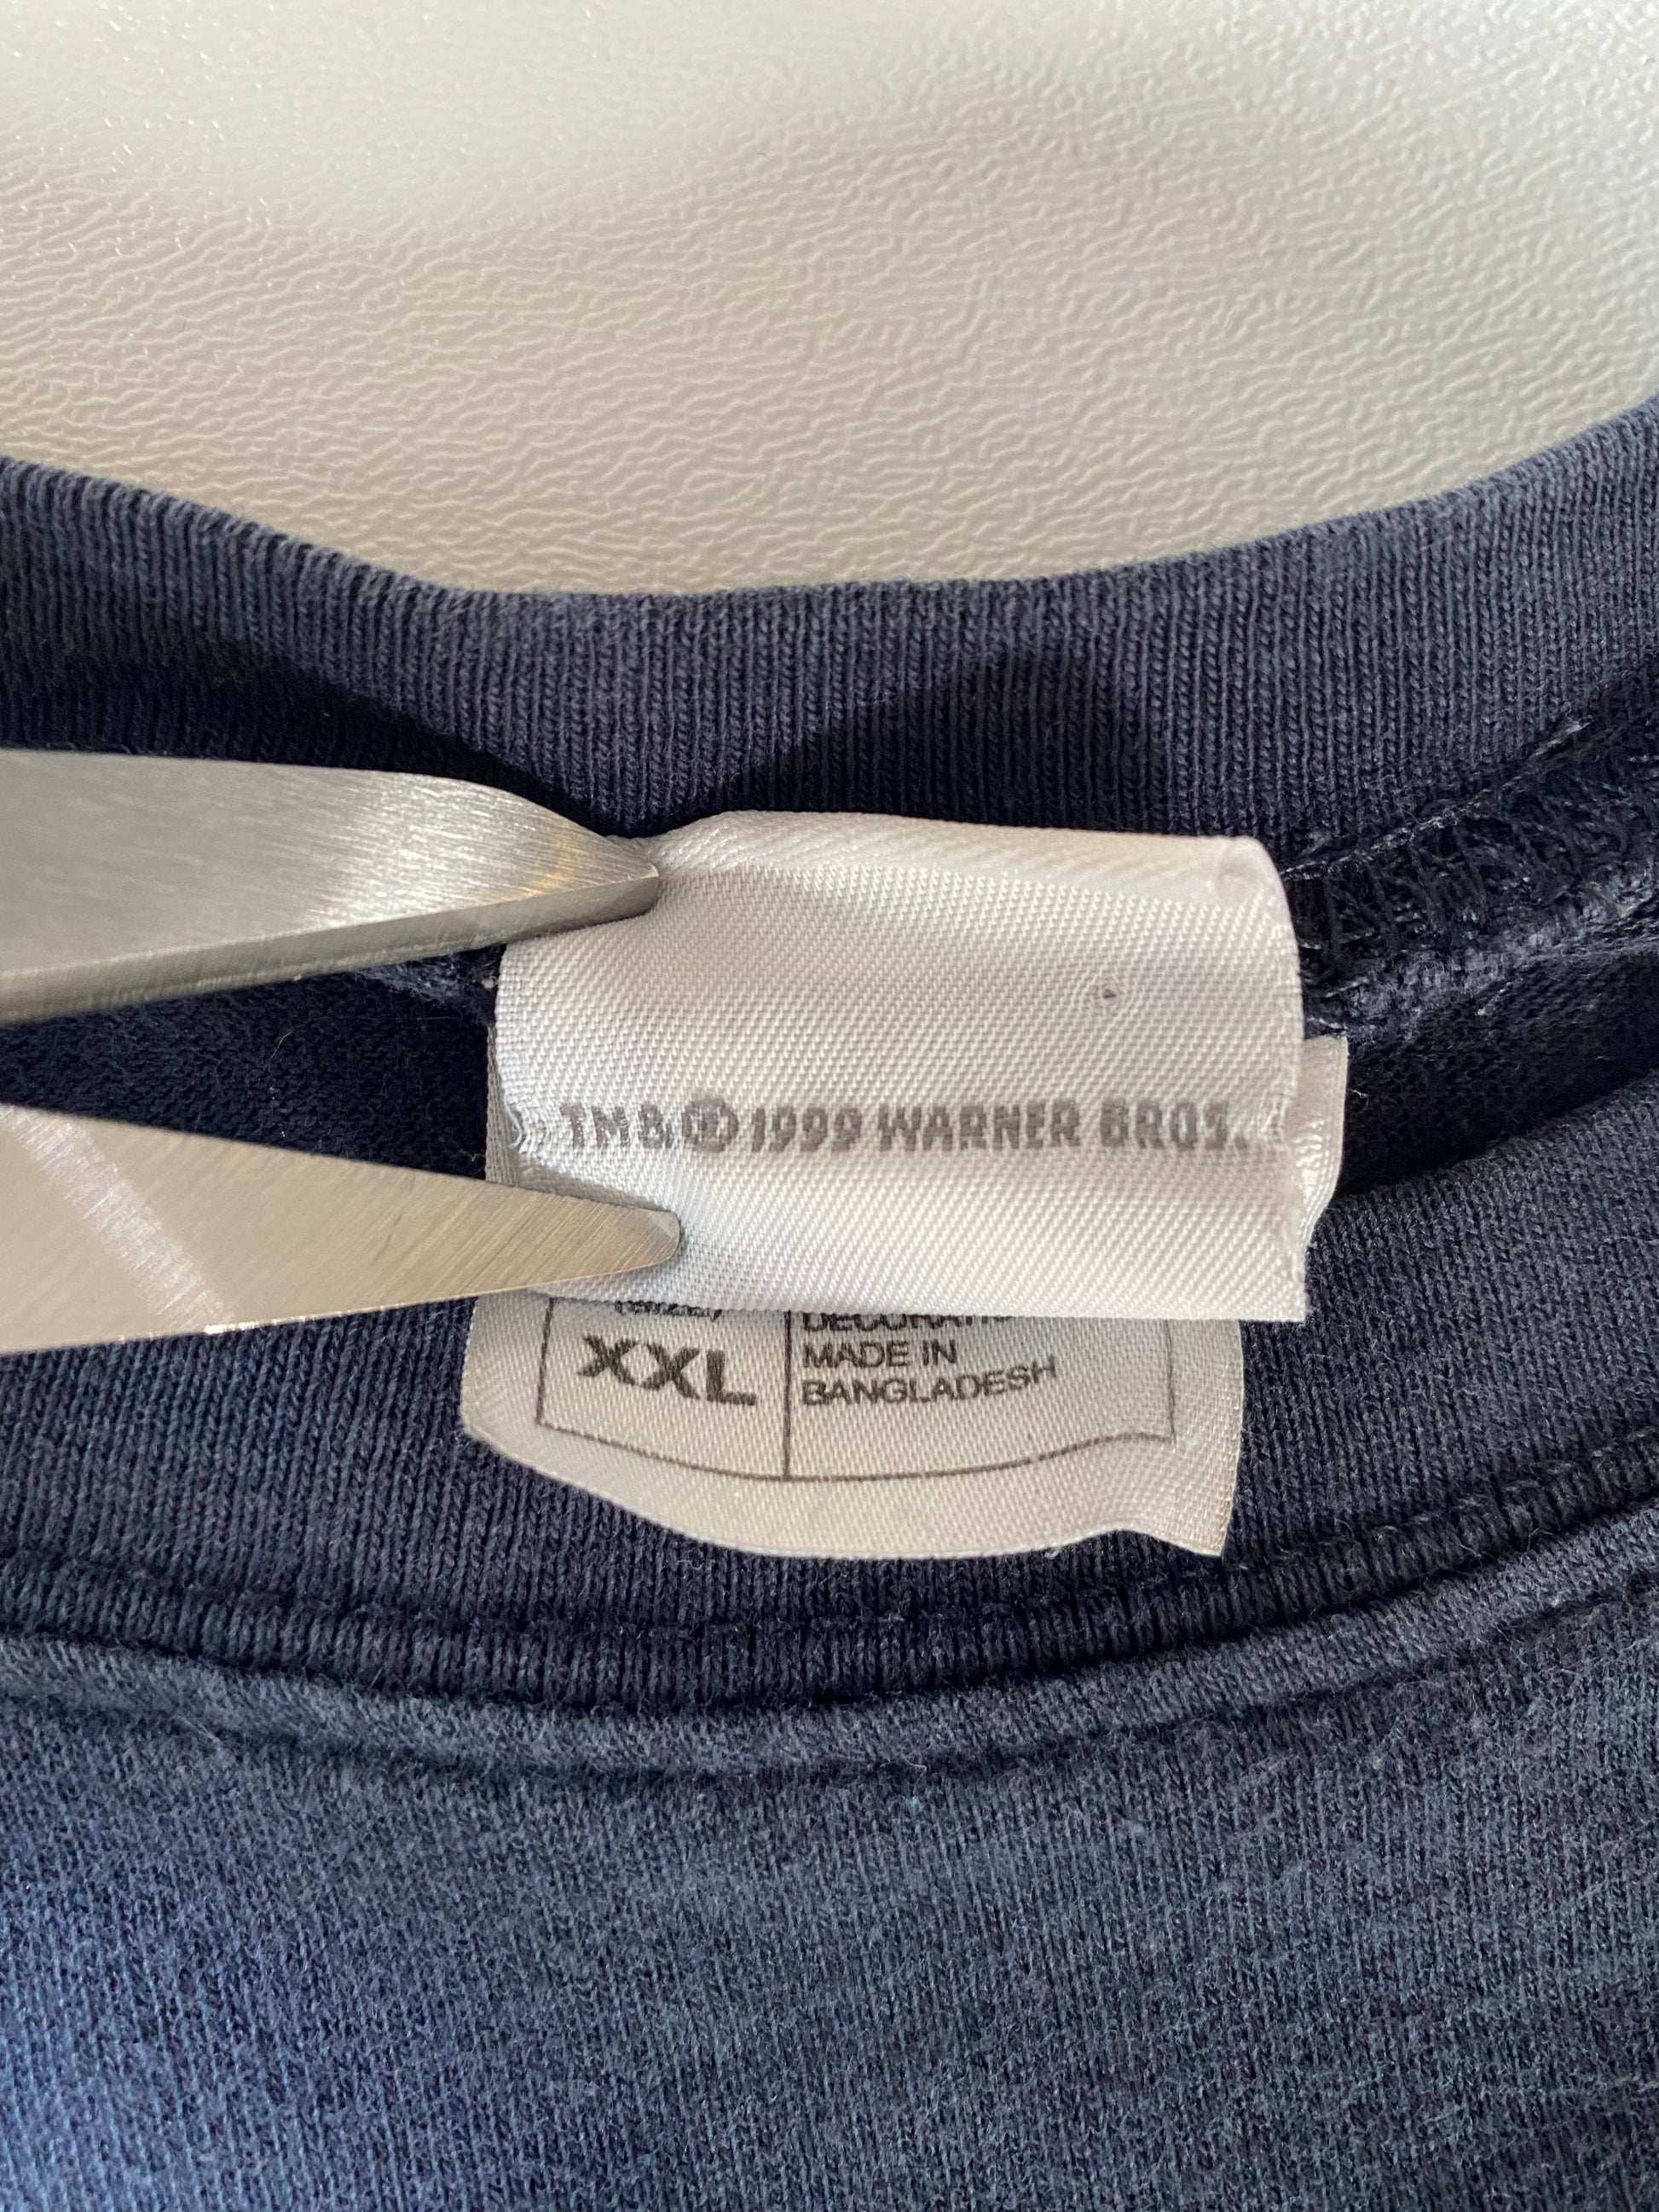 TM & © 1999 WARNER BROS.
XXL
MADE IN
BANGLADESH